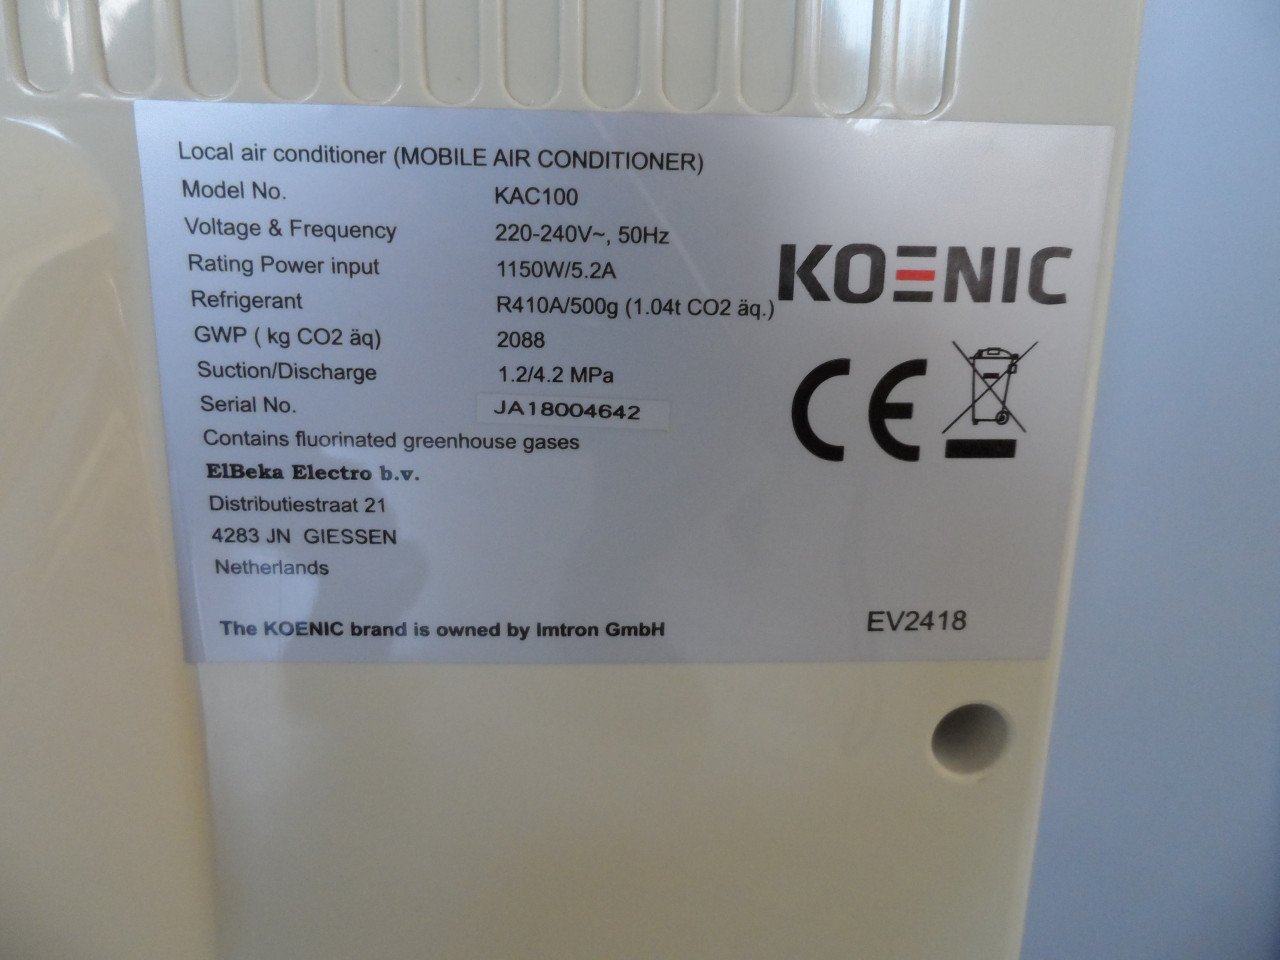 Local air conditioner (MOBILE AIR CONDITIONER)
Model No. KAC100
Voltage & Frequency 220-240V~, 50Hz
Rating Power input 1150W/5.2A
Refrigerant R410A/500g (1.04t CO2 äq.)
GWP ( kg CO2 äq) 2088
Suction/Discharge 1.2/4.2 MPa
Serial No. JA18004642
Contains fluorinated greenhouse gases
ElBeka Electro b.v.
Distributiestraat 21
4283 JN GIESSEN
Netherlands
The KOENIC brand is owned by Imtron GmbH
KOENIC
CE
EV2418